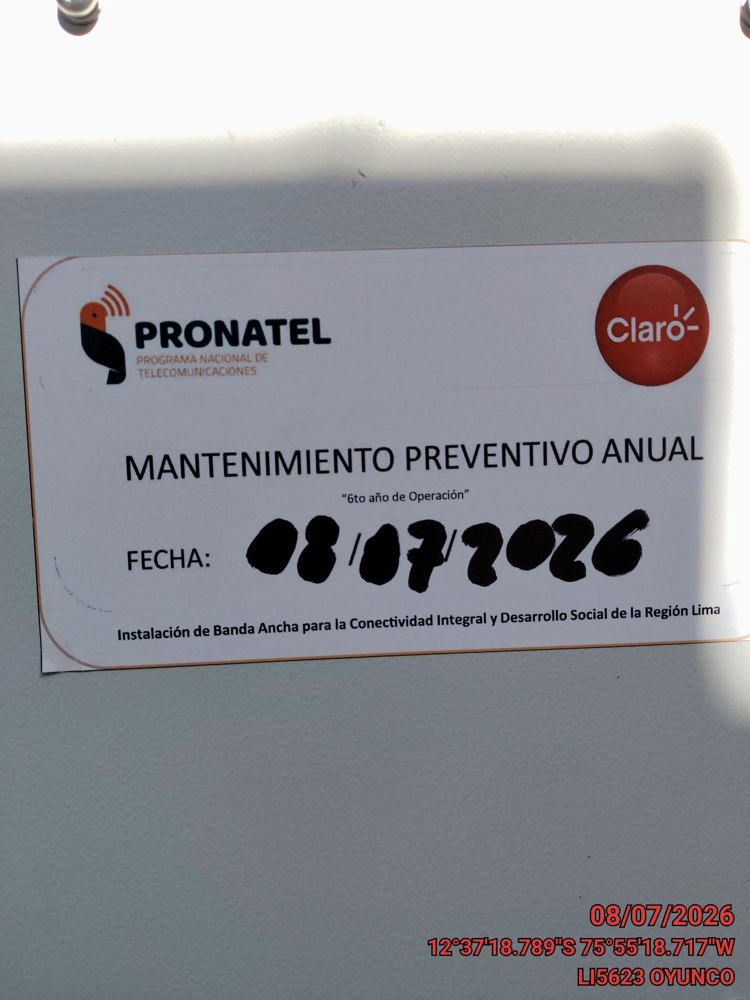 PRONATEL
PROGRAMA NACIONAL DE
TELECOMUNICACIONES
Claro
MANTENIMIENTO PREVENTIVO ANUAL
“6to año de Operación”
FECHA: 08/07/2026
Instalación de Banda Ancha para la Conectividad Integral y Desarrollo Social de la Región Lima
08/07/2026
12°37'18.789"S 75°55'18.717"W
LI5623 OYUNCO